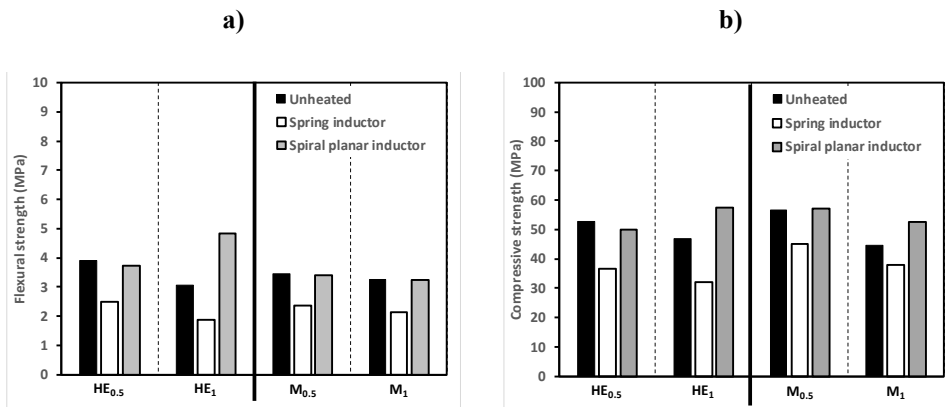 a)
Flexural strength (MPa)
10
9
8
7
6
5
4
3
2
1
0
Unheated
Spring inductor
Spiral planar inductor
HE0.5
HE1
M0.5
M1
b)
Compressive strength (MPa)
100
90
80
70
60
50
40
30
20
10
0
Unheated
Spring inductor
Spiral planar inductor
HE0.5
HE1
M0.5
M1